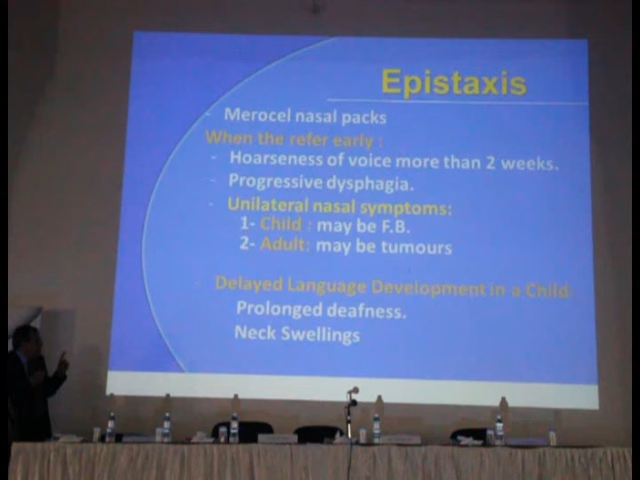 Epistaxis
- Merocel nasal packs
When the refer early :
- Hoarseness of voice more than 2 weeks.
- Progressive dysphagia.
- Unilateral nasal symptoms:
1- Child : may be F.B.
2- Adult: may be tumours
- Delayed Language Development in a Child
Prolonged deafness.
Neck Swellings